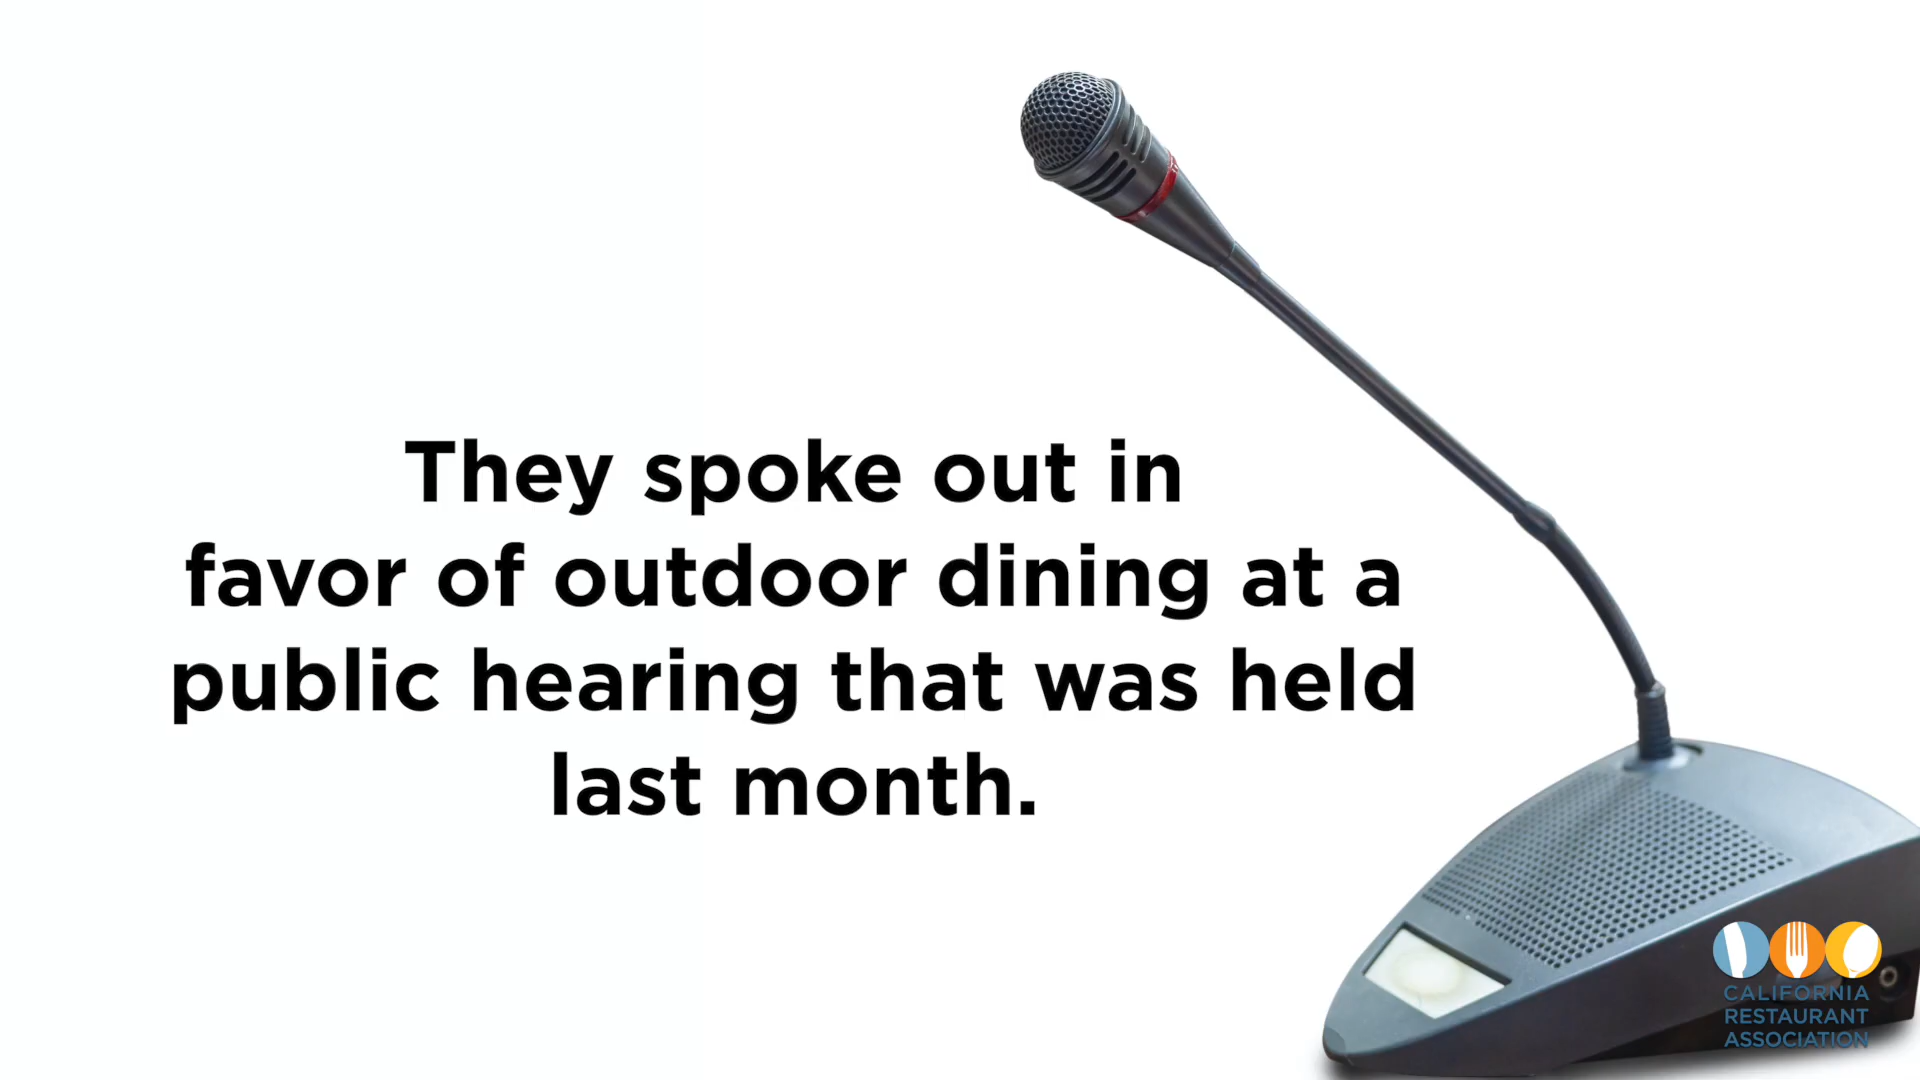 They spoke out in
favor of outdoor dining at a
public hearing that was held
last month.
CALIFORNIA
RESTAURANT
ASSOCIATION